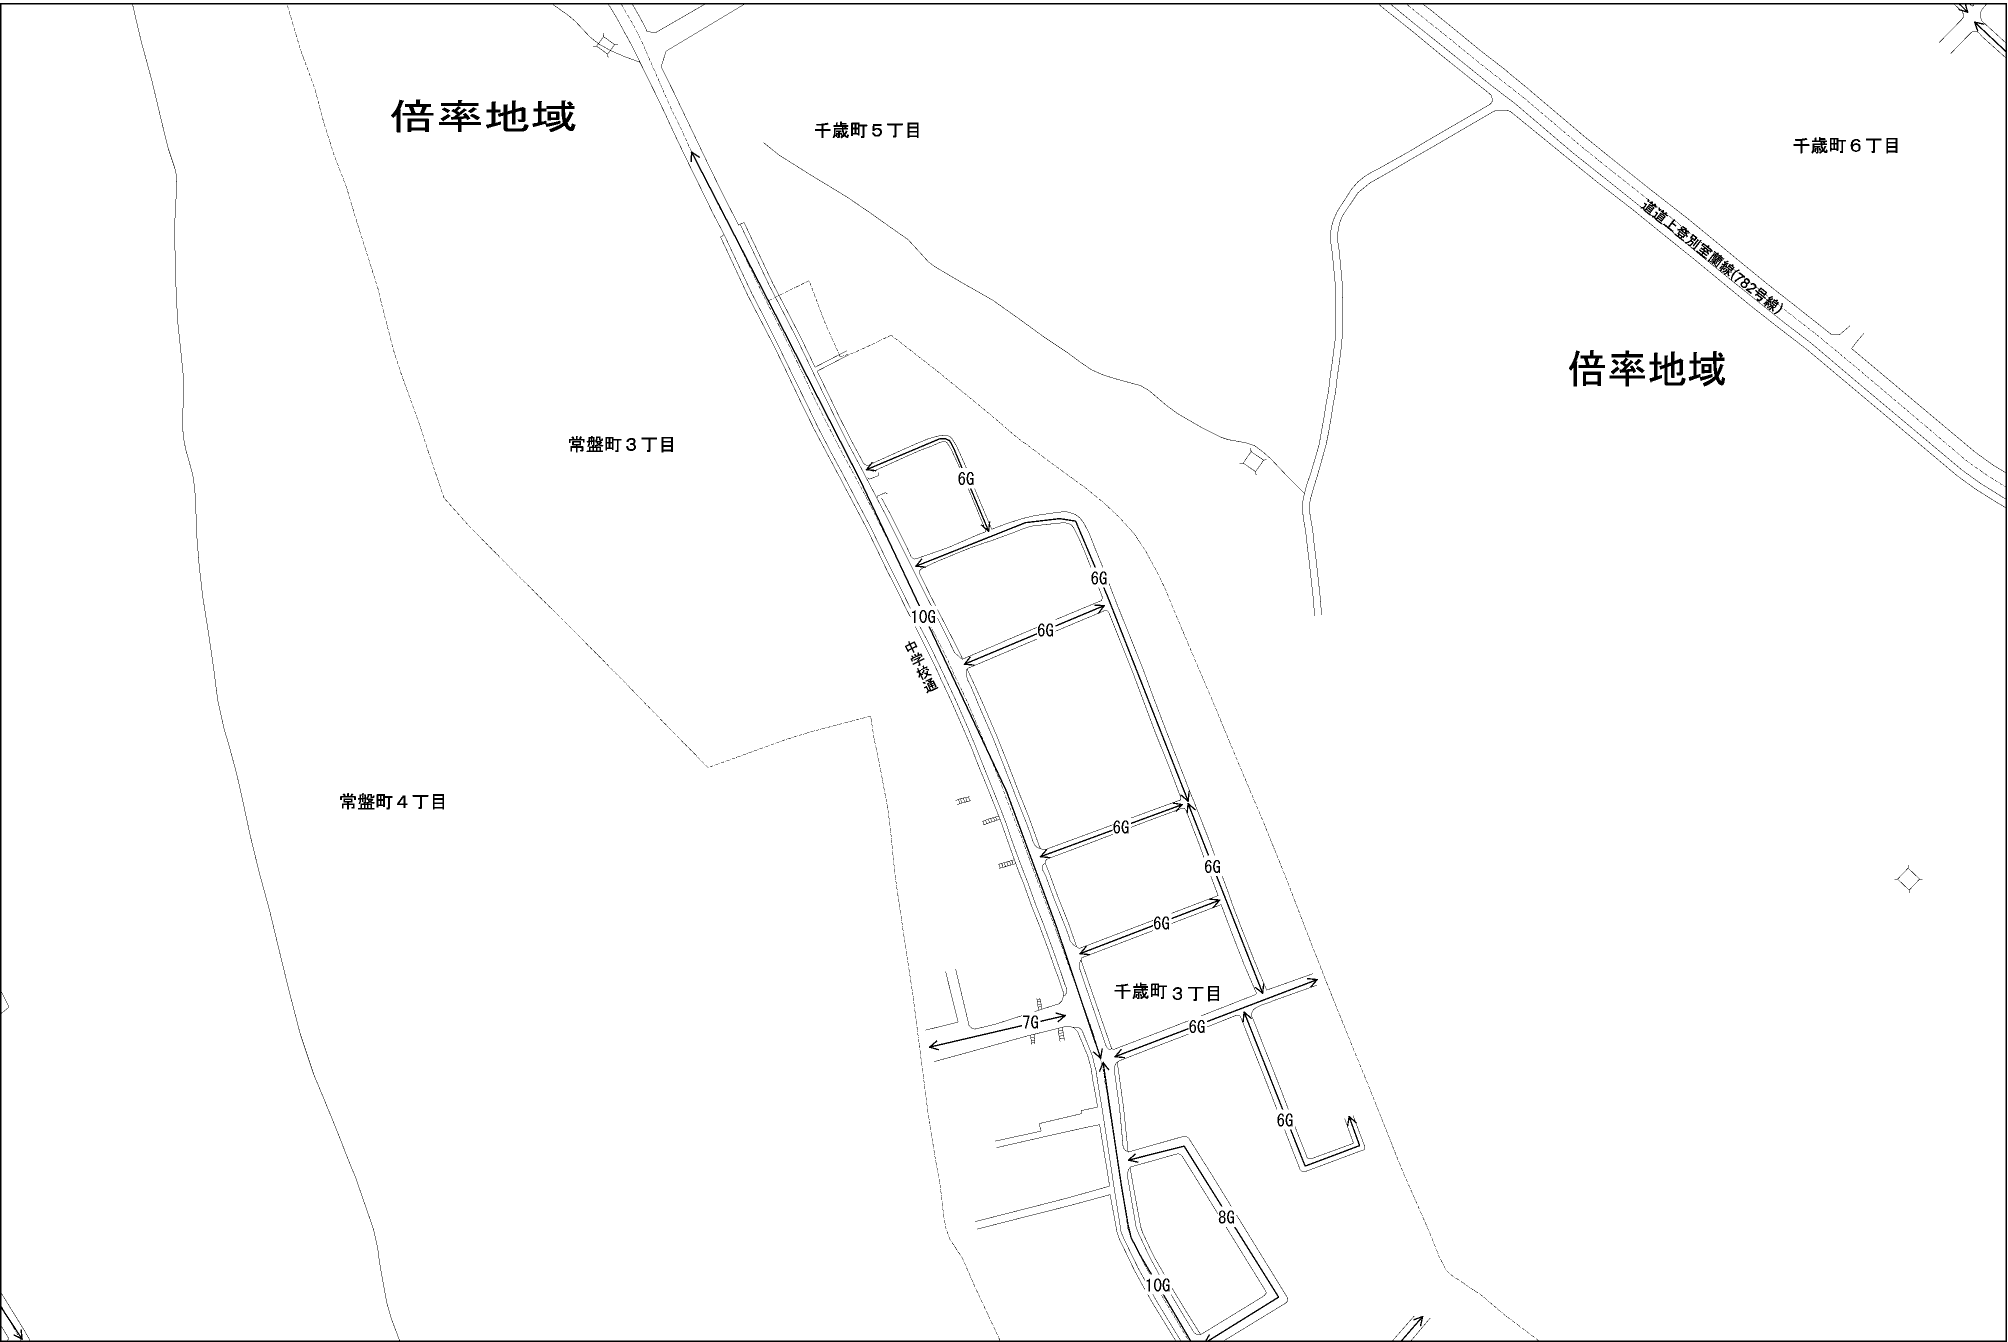 倍率地域
千歳町５丁目
千歳町６丁目
道道上登別室蘭線(782号線)
倍率地域
常盤町３丁目
6G
6G
10G
6G
中学校通
常盤町４丁目
6G
6G
6G
千歳町３丁目
7G
6G
6G
8G
10G